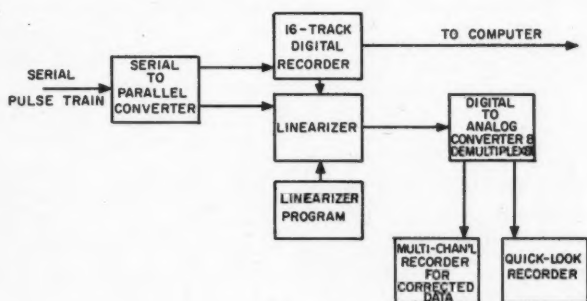 16-TRACK
DIGITAL
RECORDER
TO COMPUTER
SERIAL
PULSE TRAIN
SERIAL
TO
PARALLEL
CONVERTER
LINEARIZER
DIGITAL
TO
ANALOG
CONVERTER &
LINEARIZER
PROGRAM
MULTI-CHAN'L
RECORDER
FOR
CORRECTED
DATA
QUICK-LOOK
RECORDER